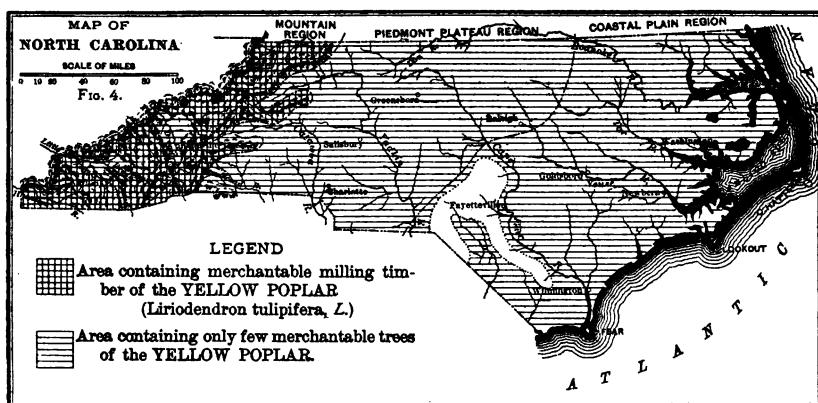 MAP OF
NORTH CAROLINA
SCALE OF MILES
0 10 20 40 60 80 100
FIG. 4.
MOUNTAIN
REGION
PIEDMONT PLATEAU REGION
COASTAL PLAIN REGION
Greensboro
Raleigh
Salisbury
Washington
Goldsboro
Newbern
Charlotte
Fayetteville
Wilmington
LOOKOUT
FEAR
ATLANTIC
LEGEND
Area containing merchantable milling tim-
ber of the YELLOW POPLAR
(Liriodendron tulipifera, L.)
Area containing only few merchantable trees
of the YELLOW POPLAR.